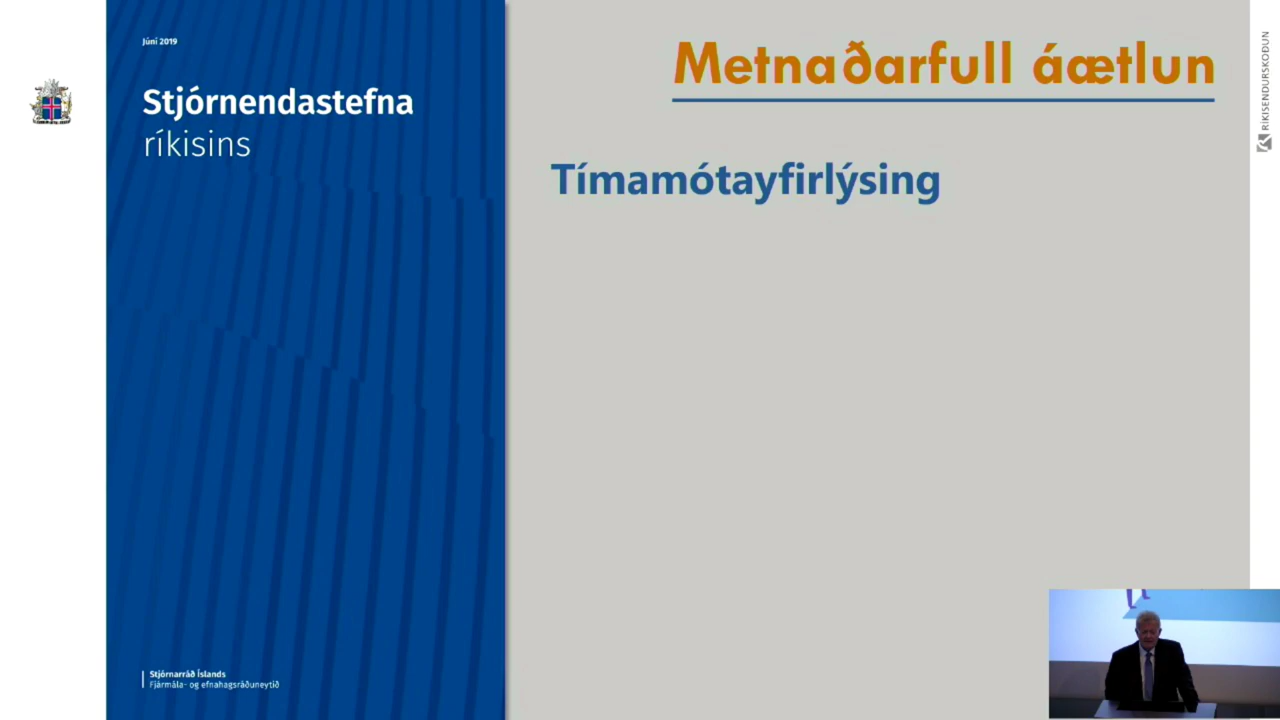 Júní 2019
Stjórnendastefna
ríkisins
Stjórnarráð Íslands
Fjármála- og efnahagsráðuneytið
Metnaðarfull áætlun
Tímamótayfirlýsing
RÍKISENDURSKOÐUN